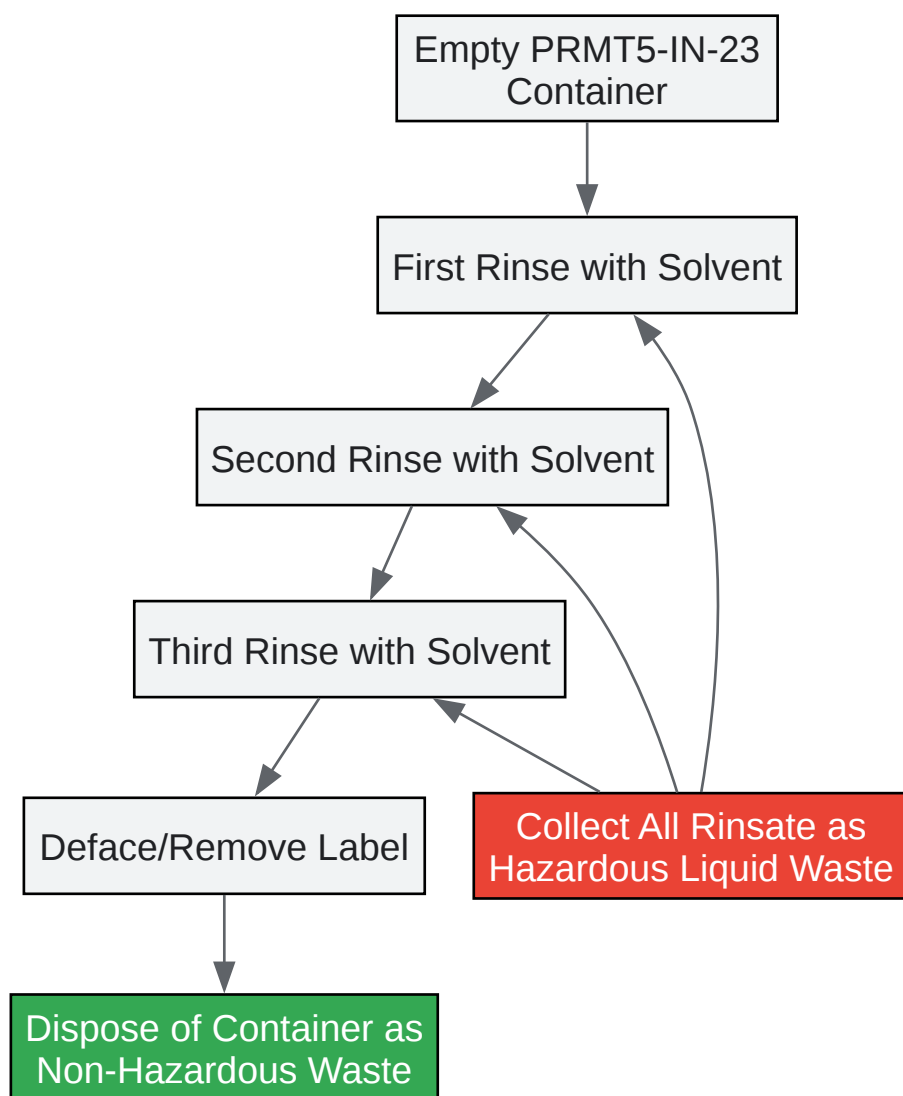 Empty PRMT5-IN-23
Container
First Rinse with Solvent
Second Rinse with Solvent
Third Rinse with Solvent
Deface/Remove Label
Collect All Rinsate as
Hazardous Liquid Waste
Dispose of Container as
Non-Hazardous Waste